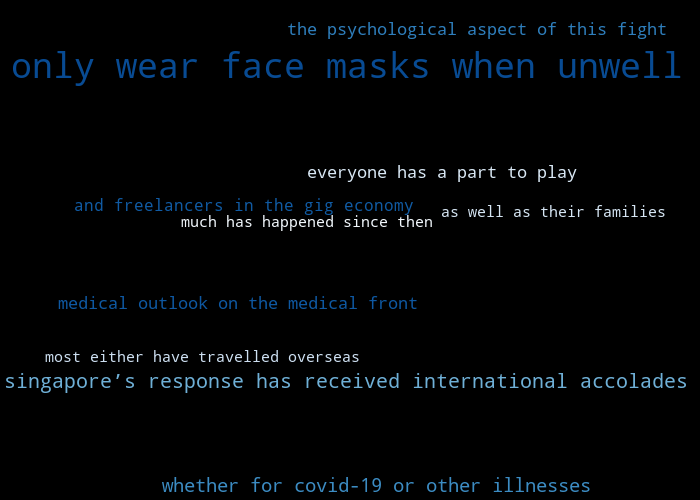 the psychological aspect of this fight
only wear face masks when unwell
everyone has a part to play
and freelancers in the gig economy
as well as their families
much has happened since then
medical outlook on the medical front
most either have travelled overseas
singapore’s response has received international accolades
whether for covid-19 or other illnesses